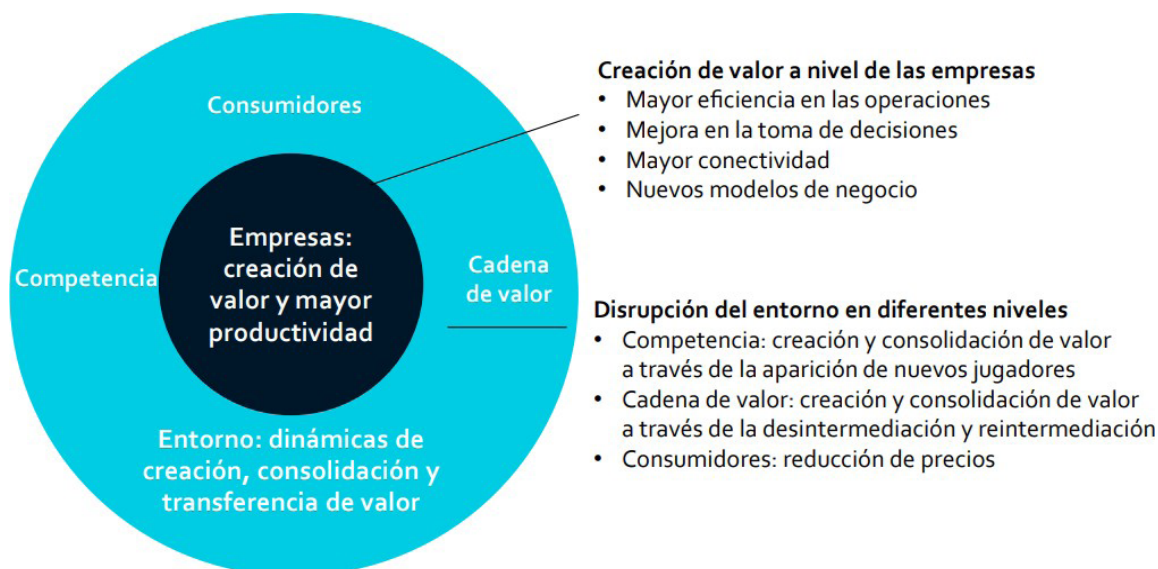 Consumidores
Empresas:
creación de
valor y mayor
productividad
Competencia
Cadena
de valor
Entorno: dinámicas de
creación, consolidación y
transferencia de valor
Creación de valor a nivel de las empresas
• Mayor eficiencia en las operaciones
• Mejora en la toma de decisiones
• Mayor conectividad
• Nuevos modelos de negocio
Disrupción del entorno en diferentes niveles
• Competencia: creación y consolidación de valor
a través de la aparición de nuevos jugadores
• Cadena de valor: creación y consolidación de valor
a través de la desintermediación y reintermediación
• Consumidores: reducción de precios